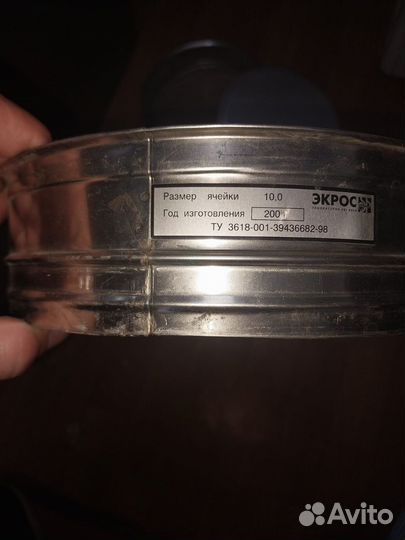 Размер ячейки 10,0
ЭКРОС
Год изготовления
ТУ 3618-001-39436682-98
Avito